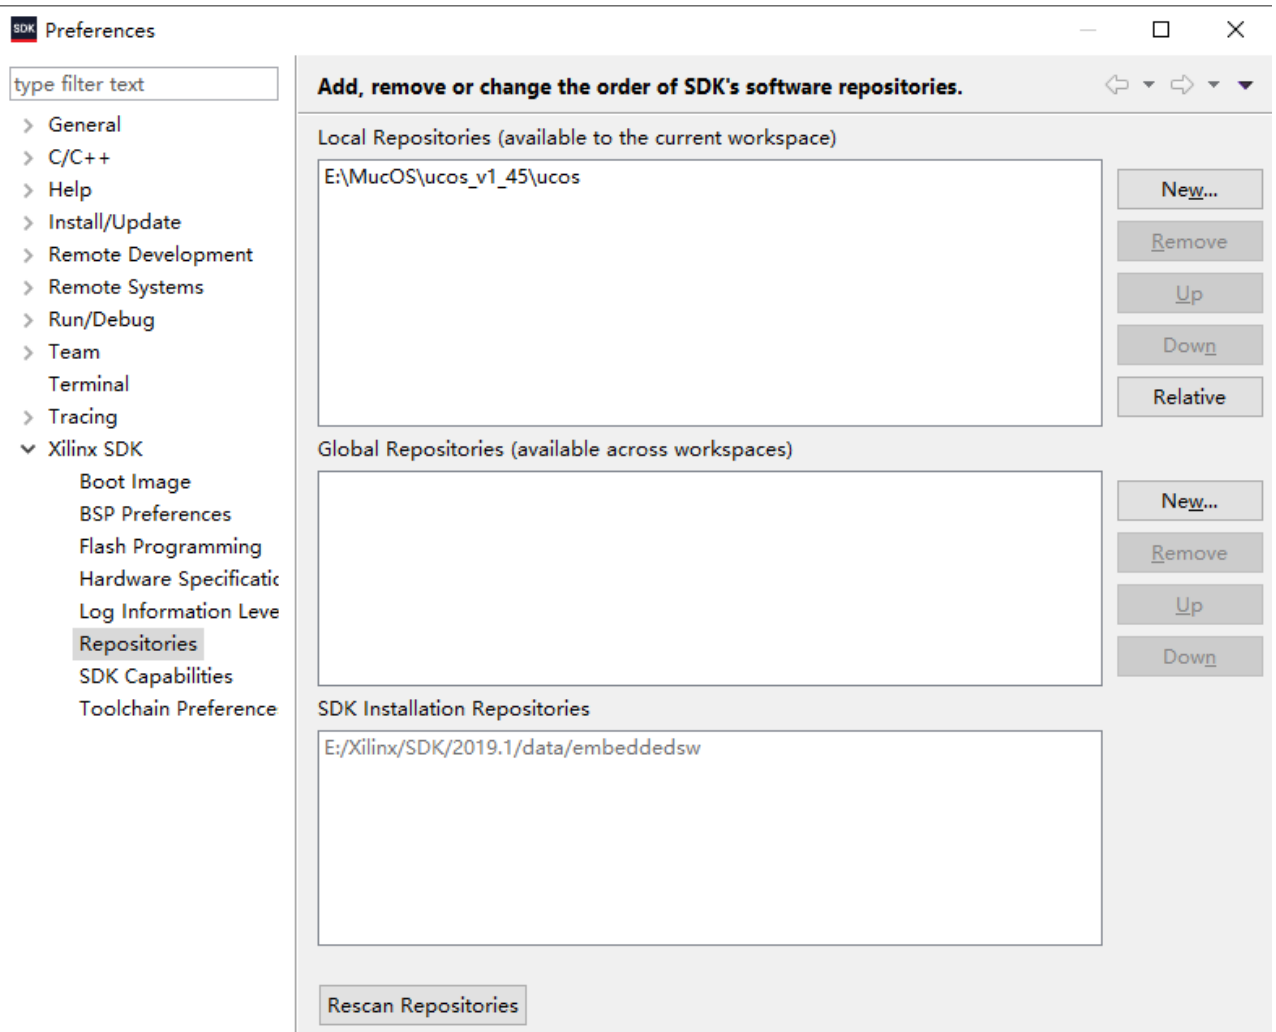 SDK Preferences
type filter text
General
C/C++
Help
Install/Update
Remote Development
Remote Systems
Run/Debug
Team
Terminal
Tracing
Xilinx SDK
Boot Image
BSP Preferences
Flash Programming
Hardware Specificatic
Log Information Leve
Repositories
SDK Capabilities
Toolchain Preference
Add, remove or change the order of SDK's software repositories.
Local Repositories (available to the current workspace)
E:\MucOS\ucos_v1_45\ucos
New...
Remove
Up
Down
Relative
Global Repositories (available across workspaces)
New...
Remove
Up
Down
SDK Installation Repositories
E:/Xilinx/SDK/2019.1/data/embeddedsw
Rescan Repositories